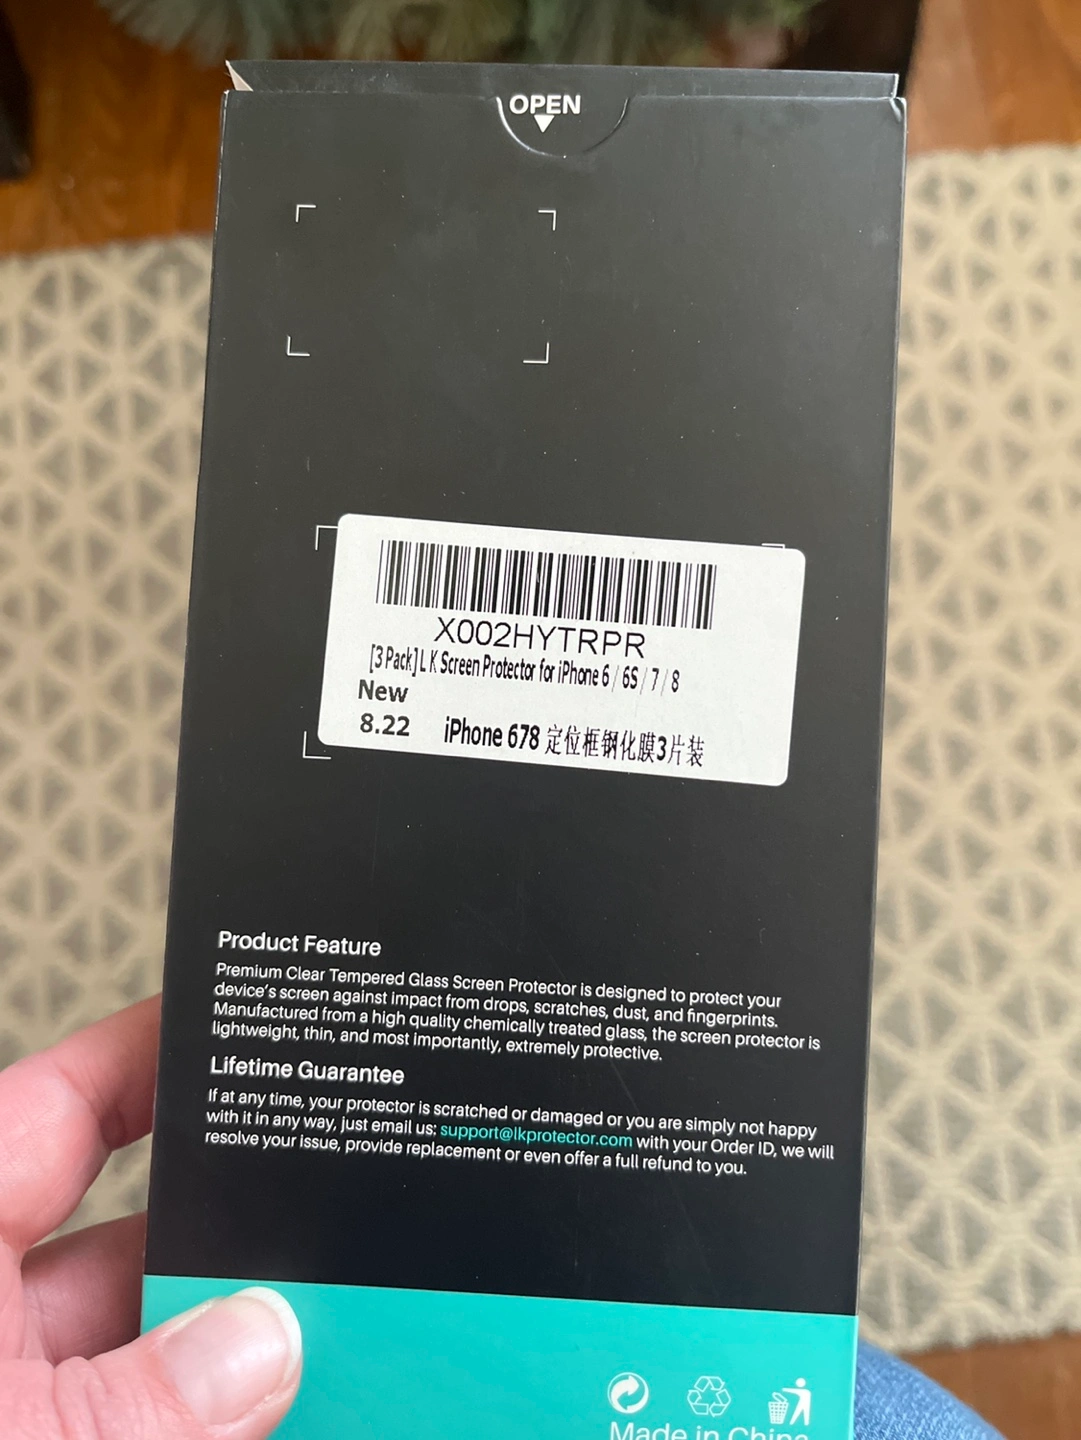 OPEN
X002HYTRPR
[3 Pack]L K Screen Protector for iPhone 6 / 6S / 7 / 8
New
8.22 iPhone 678 定位框钢化膜3片装
Product Feature
Premium Clear Tempered Glass Screen Protector is designed to protect your
device's screen against impact from drops, scratches, dust, and fingerprints.
Manufactured from a high quality chemically treated glass, the screen protector is
lightweight, thin, and most importantly, extremely protective.
Lifetime Guarantee
If at any time, your protector is scratched or damaged or you are simply not happy
with it in any way, just email us: support@lkprotector.com with your Order ID, we will
resolve your issue, provide replacement or even offer a full refund to you.
Made in China